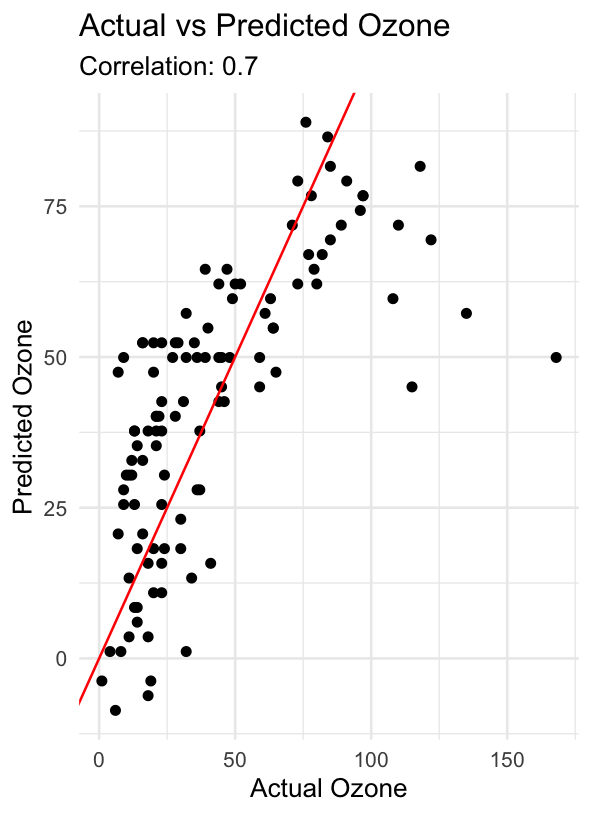 Actual vs Predicted Ozone
Correlation: 0.7
Predicted Ozone
75
50
25
0
0 50 100 150
Actual Ozone